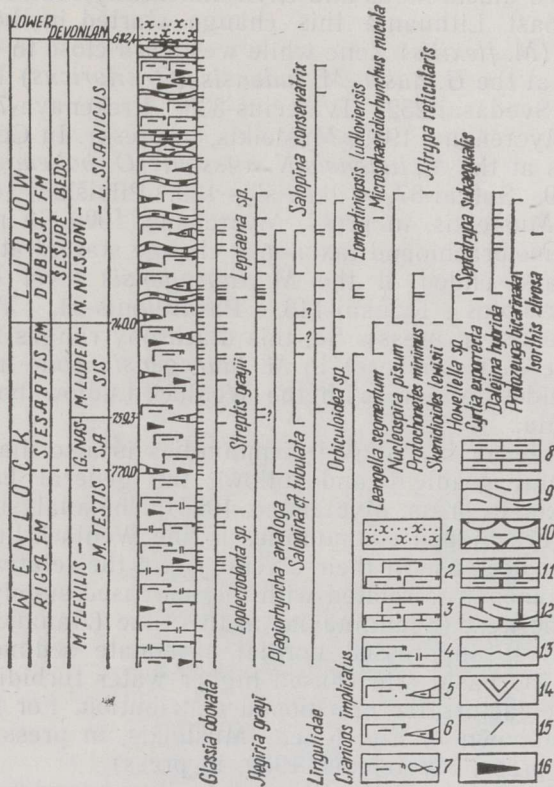 LOWER
DEVONIAN
WENLOCK
LUDLOW
RIGA FM
SIESARTIS FM
DUBYSA FM
ŠEŠUPĖ BEDS
M. FLEXILIS –
G. NAS-
M. LUDEN-
N. NILSSONI –
M. TESTIS
SA
SIS
– L. SCANICUS
682,4
740,0
759,3
770,0
Glassia obovata
Aegiria grayi
Eoplectodonta sp.
Streptis grayii
Leptaena sp.
Plagiorhyncha analoga
Salopina cf. tubulata
Salopina conservatrix
?
?
?
Lingulidae
Orbiculoidea sp.
Eomartiniopsis ludloviensis
Craniops implicatus
Microsphaeridiorhynchus nucula
Leangella segmentum
Nucleospira pisum
Protochonetes minimus
Skenidioides lewisii
Atrypa reticularis
Howellella sp.
Cyrtia exporrecta
Septatrypa subaequalis
Dalejina hybrida
Protozeuga bicarinata
Isorthis clivosa
1
2
3
4
5
6
7
8
9
10
11
12
13
14
15
16